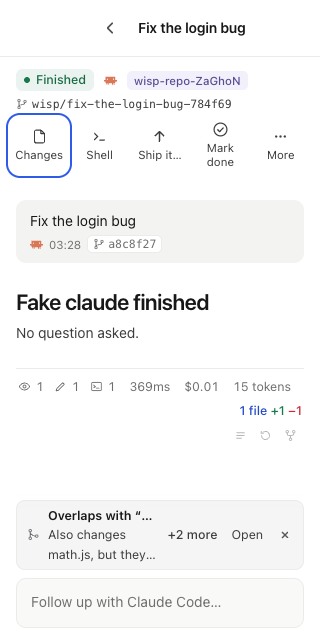 Fix the login bug
Finished
wisp-repo-ZaGhoN
wisp/fix-the-login-bug-784f69
Changes
Shell
Ship it...
Mark done
More
Fix the login bug
03:28 a8c8f27
Fake claude finished
No question asked.
1 1 1 369ms $0.01 15 tokens
1 file +1 −1
Overlaps with “...
Also changes
math.js, but they...
+2 more
Open
×
Follow up with Claude Code...